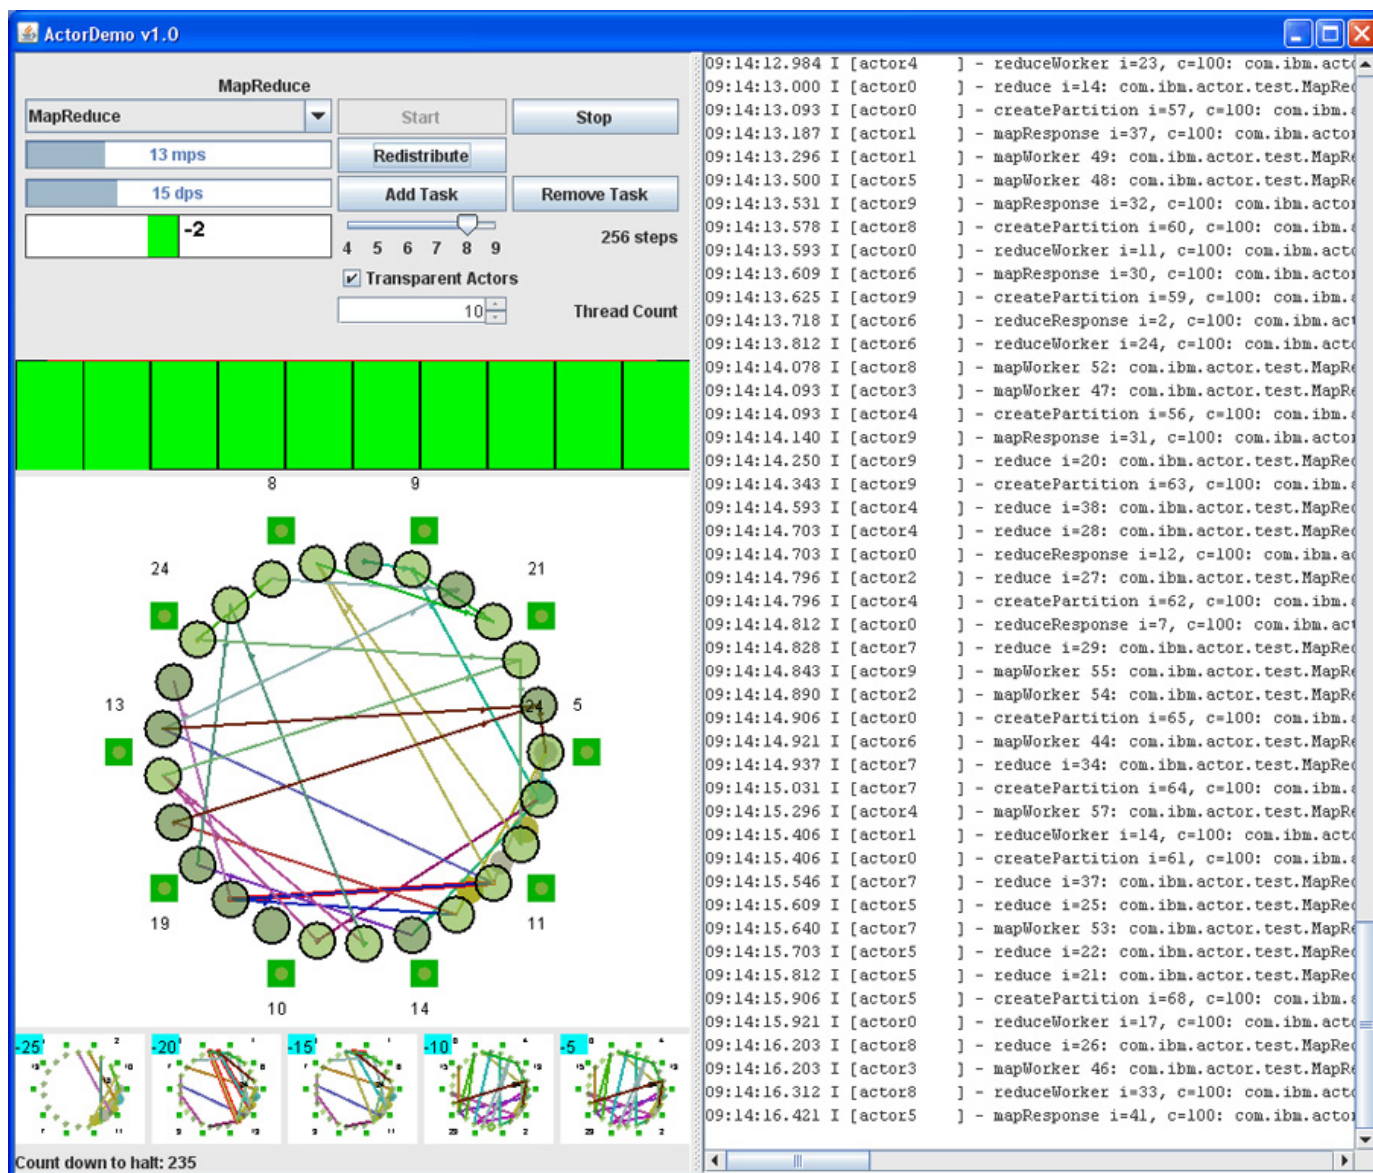 ActorDemo v1.0
MapReduce
MapReduce
Start
Stop
13 mps
Redistribute
15 dps
Add Task
Remove Task
-2
4 5 6 7 8 9
256 steps
Transparent Actors
10
Thread Count
8 9
24 21
13 24 5
19 11
10 14
-25 -20 -15 -10 -5
Count down to halt: 235
09:14:12.984 I [actor4 ] - reduceWorker i=23, c=100: com.ibm.acto
09:14:13.000 I [actor0 ] - reduce i=14: com.ibm.actor.test.MapRed
09:14:13.093 I [actor0 ] - createPartition i=57, c=100: com.ibm.a
09:14:13.187 I [actor1 ] - mapResponse i=37, c=100: com.ibm.actor
09:14:13.296 I [actor1 ] - mapWorker 49: com.ibm.actor.test.MapRe
09:14:13.500 I [actor5 ] - mapWorker 48: com.ibm.actor.test.MapRe
09:14:13.531 I [actor9 ] - mapResponse i=32, c=100: com.ibm.actor
09:14:13.578 I [actor8 ] - createPartition i=60, c=100: com.ibm.a
09:14:13.593 I [actor0 ] - reduceWorker i=11, c=100: com.ibm.acto
09:14:13.609 I [actor6 ] - mapResponse i=30, c=100: com.ibm.actor
09:14:13.625 I [actor9 ] - createPartition i=59, c=100: com.ibm.a
09:14:13.718 I [actor6 ] - reduceResponse i=2, c=100: com.ibm.act
09:14:13.812 I [actor6 ] - reduceWorker i=24, c=100: com.ibm.acto
09:14:14.078 I [actor8 ] - mapWorker 52: com.ibm.actor.test.MapRe
09:14:14.093 I [actor3 ] - mapWorker 47: com.ibm.actor.test.MapRe
09:14:14.093 I [actor4 ] - createPartition i=56, c=100: com.ibm.a
09:14:14.140 I [actor9 ] - mapResponse i=31, c=100: com.ibm.actor
09:14:14.250 I [actor9 ] - reduce i=20: com.ibm.actor.test.MapRed
09:14:14.343 I [actor9 ] - createPartition i=63, c=100: com.ibm.a
09:14:14.593 I [actor4 ] - reduce i=38: com.ibm.actor.test.MapRed
09:14:14.703 I [actor4 ] - reduce i=28: com.ibm.actor.test.MapRed
09:14:14.703 I [actor0 ] - reduceResponse i=12, c=100: com.ibm.ac
09:14:14.796 I [actor2 ] - reduce i=27: com.ibm.actor.test.MapRed
09:14:14.796 I [actor4 ] - createPartition i=62, c=100: com.ibm.a
09:14:14.812 I [actor0 ] - reduceResponse i=7, c=100: com.ibm.act
09:14:14.828 I [actor7 ] - reduce i=29: com.ibm.actor.test.MapRed
09:14:14.843 I [actor9 ] - mapWorker 55: com.ibm.actor.test.MapRe
09:14:14.890 I [actor2 ] - mapWorker 54: com.ibm.actor.test.MapRe
09:14:14.906 I [actor0 ] - createPartition i=65, c=100: com.ibm.a
09:14:14.921 I [actor6 ] - mapWorker 44: com.ibm.actor.test.MapRe
09:14:14.937 I [actor7 ] - reduce i=34: com.ibm.actor.test.MapRed
09:14:15.031 I [actor7 ] - createPartition i=64, c=100: com.ibm.a
09:14:15.296 I [actor4 ] - mapWorker 57: com.ibm.actor.test.MapRe
09:14:15.406 I [actor1 ] - reduceWorker i=14, c=100: com.ibm.acto
09:14:15.406 I [actor0 ] - createPartition i=61, c=100: com.ibm.a
09:14:15.546 I [actor7 ] - reduce i=37: com.ibm.actor.test.MapRed
09:14:15.609 I [actor5 ] - reduce i=25: com.ibm.actor.test.MapRed
09:14:15.640 I [actor7 ] - mapWorker 53: com.ibm.actor.test.MapRe
09:14:15.703 I [actor5 ] - reduce i=22: com.ibm.actor.test.MapRed
09:14:15.812 I [actor5 ] - reduce i=21: com.ibm.actor.test.MapRed
09:14:15.906 I [actor5 ] - createPartition i=68, c=100: com.ibm.a
09:14:15.921 I [actor0 ] - reduceWorker i=17, c=100: com.ibm.acto
09:14:16.203 I [actor8 ] - reduce i=26: com.ibm.actor.test.MapRed
09:14:16.203 I [actor3 ] - mapWorker 46: com.ibm.actor.test.MapRe
09:14:16.312 I [actor8 ] - reduceWorker i=33, c=100: com.ibm.acto
09:14:16.421 I [actor5 ] - mapResponse i=41, c=100: com.ibm.actor